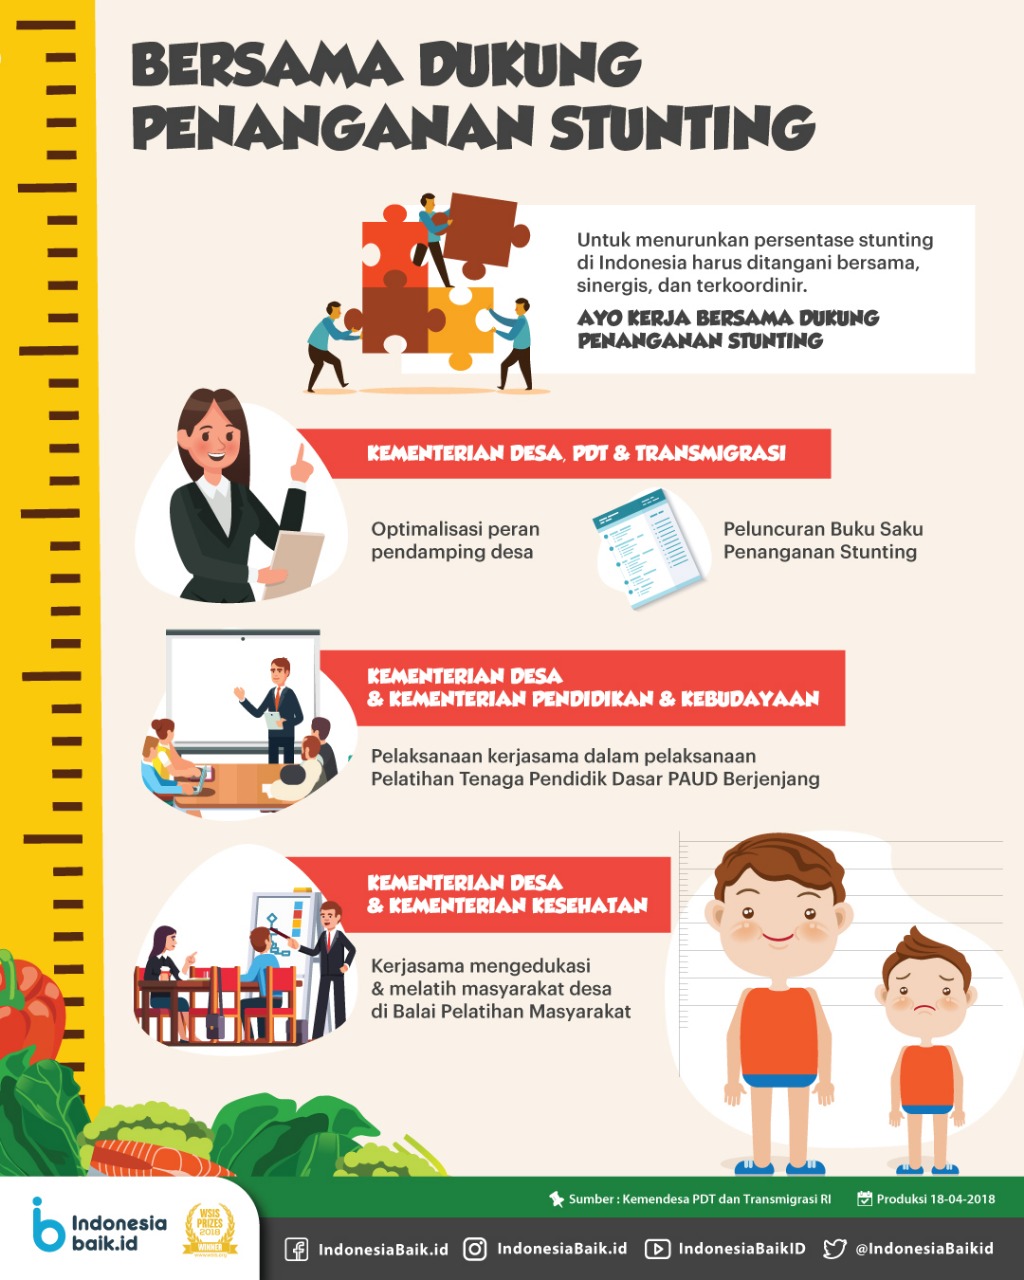 BERSAMA DUKUNG
PENANGANAN STUNTING
Untuk menurunkan persentase stunting
di Indonesia harus ditangani bersama,
sinergis, dan terkoordinir.
AYO KERJA BERSAMA DUKUNG
PENANGANAN STUNTING
KEMENTERIAN DESA, PDT & TRANSMIGRASI
Optimalisasi peran
pendamping desa
Peluncuran Buku Saku
Penanganan Stunting
KEMENTERIAN DESA
& KEMENTERIAN PENDIDIKAN & KEBUDAYAAN
Pelaksanaan kerjasama dalam pelaksanaan
Pelatihan Tenaga Pendidik Dasar PAUD Berjenjang
KEMENTERIAN DESA
& KEMENTERIAN KESEHATAN
Kerjasama mengedukasi
& melatih masyarakat desa
di Balai Pelatihan Masyarakat
Sumber : Kemendesa PDT dan Transmigrasi RI
Produksi 18-04-2018
Indonesia
baik.id
WSIS
PRIZES
2018
WINNER
IndonesiaBaik.id
IndonesiaBaik.id
IndonesiaBaikID
@IndonesiaBaikid